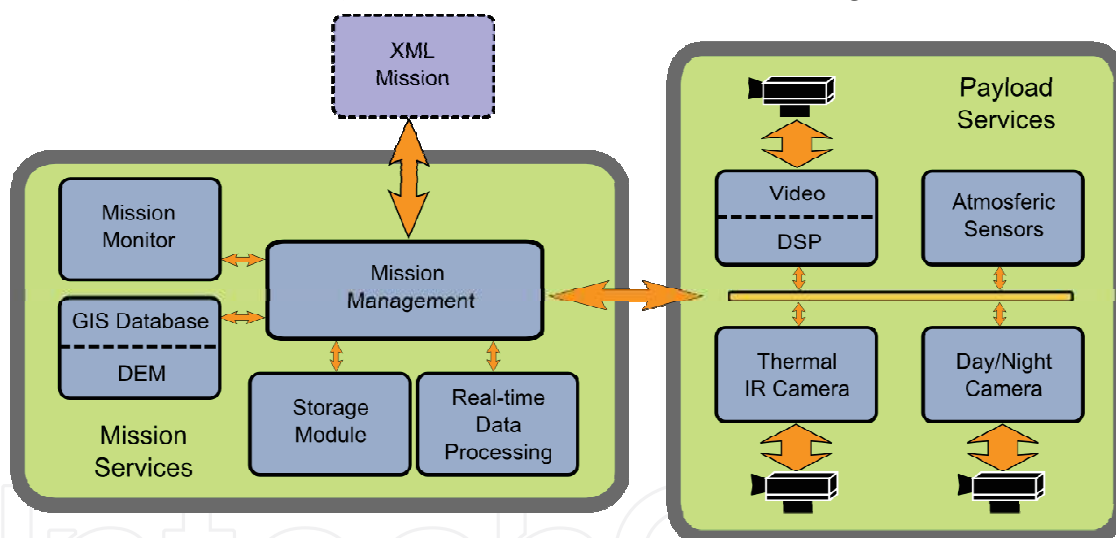 XML
Mission
Mission
Monitor
GIS Database
DEM
Mission
Management
Storage
Module
Real-time
Data
Processing
Mission
Services
Payload
Services
Video
DSP
Atmosferic
Sensors
Thermal
IR Camera
Day/Night
Camera